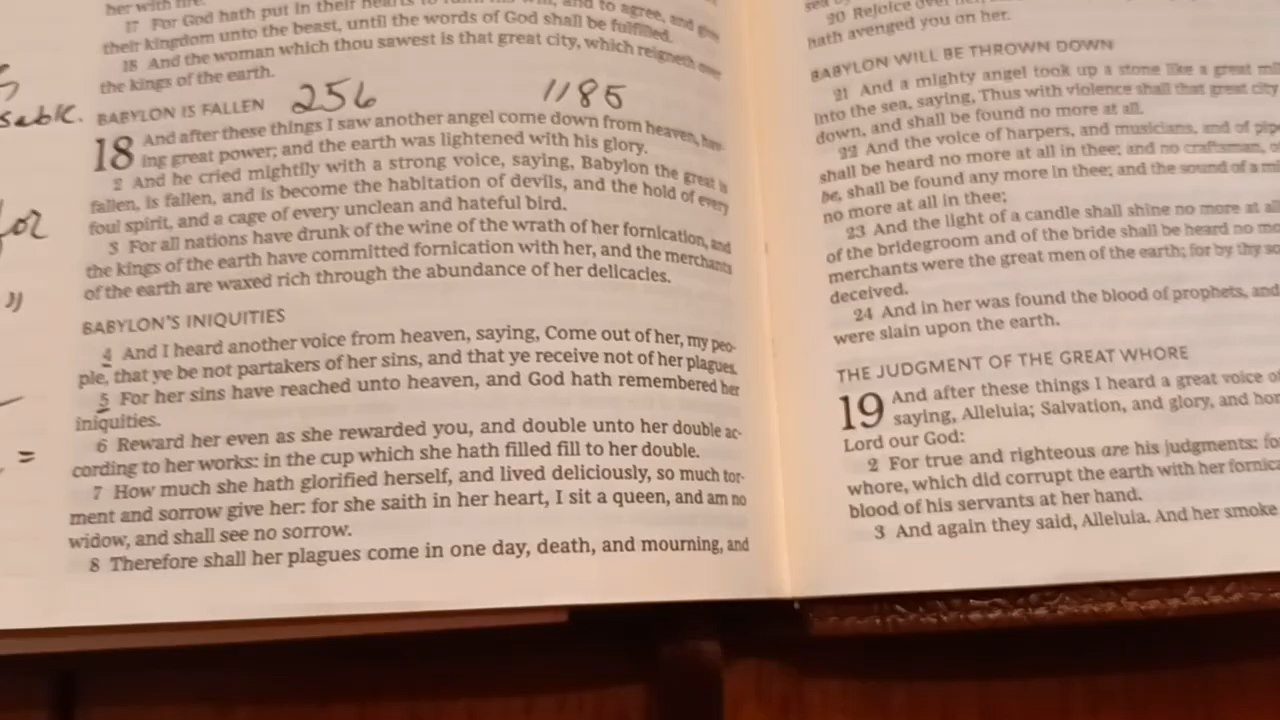 her with fire.
17 For God hath put in their hearts to fulfil his will, and to agree, and give
their kingdom unto the beast, until the words of God shall be fulfilled.
18 And the woman which thou sawest is that great city, which reigneth over
the kings of the earth.
BABYLON IS FALLEN 256 1185
18 And after these things I saw another angel come down from heaven, hav-
ing great power; and the earth was lightened with his glory.
2 And he cried mightily with a strong voice, saying, Babylon the great is
fallen, is fallen, and is become the habitation of devils, and the hold of every
foul spirit, and a cage of every unclean and hateful bird.
3 For all nations have drunk of the wine of the wrath of her fornication, and
the kings of the earth have committed fornication with her, and the merchants
of the earth are waxed rich through the abundance of her delicacies.
BABYLON'S INIQUITIES
4 And I heard another voice from heaven, saying, Come out of her, my peo-
ple, that ye be not partakers of her sins, and that ye receive not of her plagues.
5 For her sins have reached unto heaven, and God hath remembered her
iniquities.
6 Reward her even as she rewarded you, and double unto her double ac-
cording to her works: in the cup which she hath filled fill to her double.
7 How much she hath glorified herself, and lived deliciously, so much tor-
ment and sorrow give her: for she saith in her heart, I sit a queen, and am no
widow, and shall see no sorrow.
8 Therefore shall her plagues come in one day, death, and mourning, and
20 Rejoice over
hath avenged you on her.
BABYLON WILL BE THROWN DOWN
21 And a mighty angel took up a stone like a great
into the sea, saying, Thus with violence shall that great city
down, and shall be found no more at all.
22 And the voice of harpers, and musicians, and of
shall be heard no more at all in thee; and no craftsman,
be, shall be found any more in thee; and the sound of a
no more at all in thee;
23 And the light of a candle shall shine no more at
of the bridegroom and of the bride shall be heard no
merchants were the great men of the earth; for by thy
deceived.
24 And in her was found the blood of prophets, and
were slain upon the earth.
THE JUDGMENT OF THE GREAT WHORE
19 And after these things I heard a great voice of
saying, Alleluia; Salvation, and glory, and
Lord our God:
2 For true and righteous are his judgments:
whore, which did corrupt the earth with her
blood of his servants at her hand.
3 And again they said, Alleluia. And her smoke
for
=